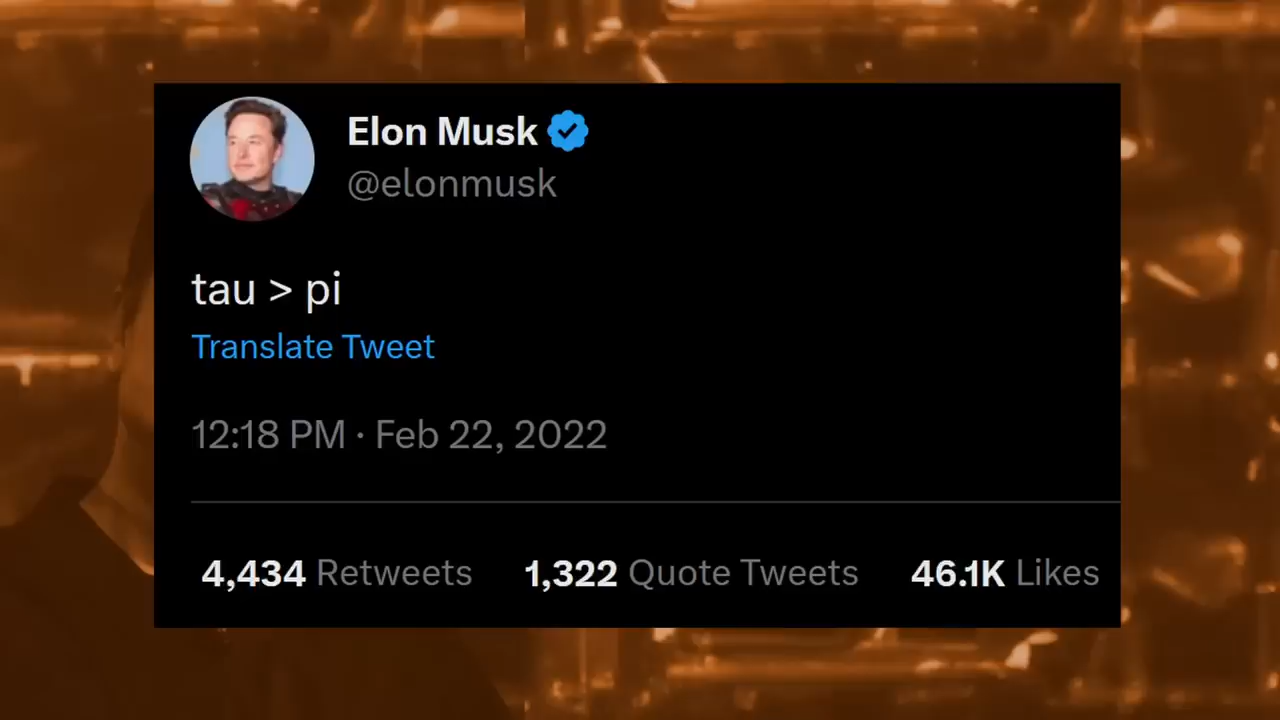 Elon Musk
@elonmusk
tau > pi
Translate Tweet
12:18 PM · Feb 22, 2022
4,434 Retweets 1,322 Quote Tweets 46.1K Likes